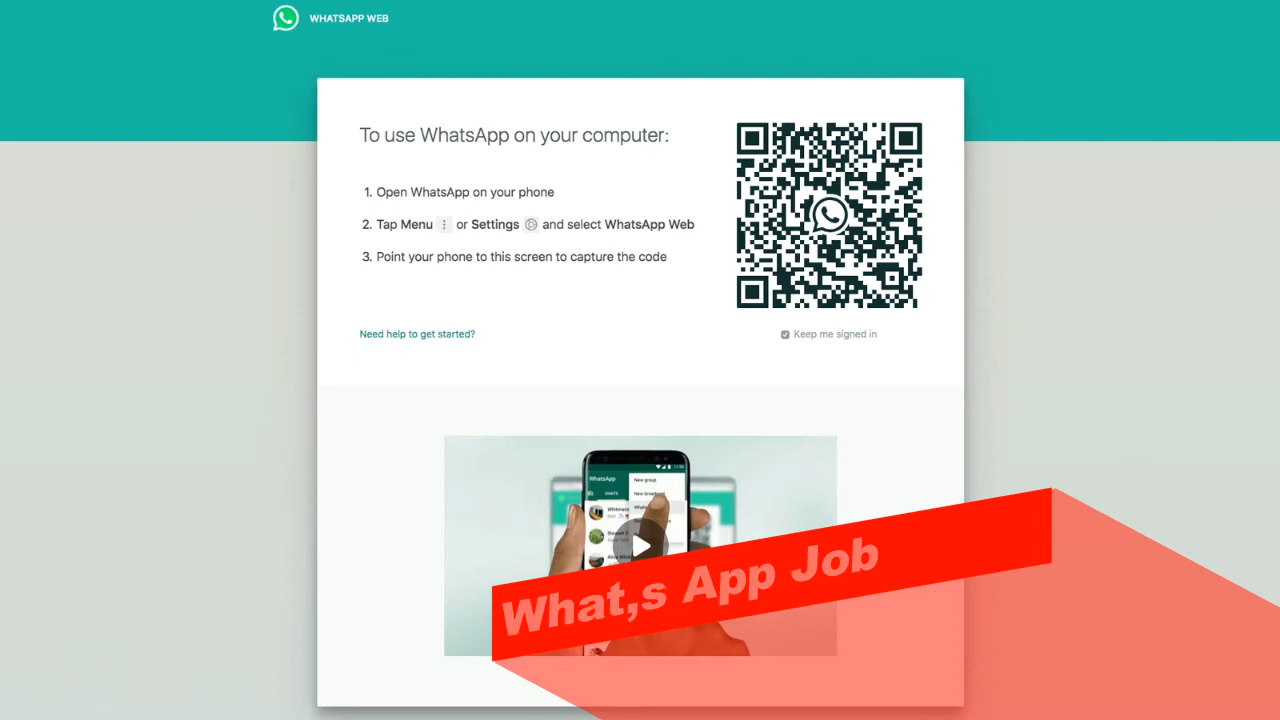 WHATSAPP WEB
To use WhatsApp on your computer:
1. Open WhatsApp on your phone
2. Tap Menu or Settings and select WhatsApp Web
3. Point your phone to this screen to capture the code
Need help to get started?
Keep me signed in
WhatsApp
New group
CHATS
New broadcast
What,s App Job